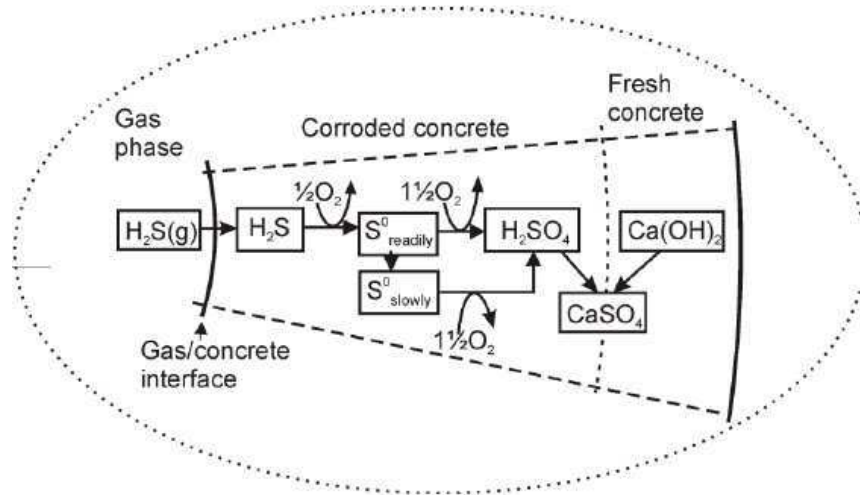 Gas
phase
Corroded concrete
Fresh
concrete
½O₂
1½O₂
H₂S(g)
H₂S
S⁰readily
H₂SO₄
Ca(OH)₂
S⁰slowly
CaSO₄
1½O₂
Gas/concrete
interface